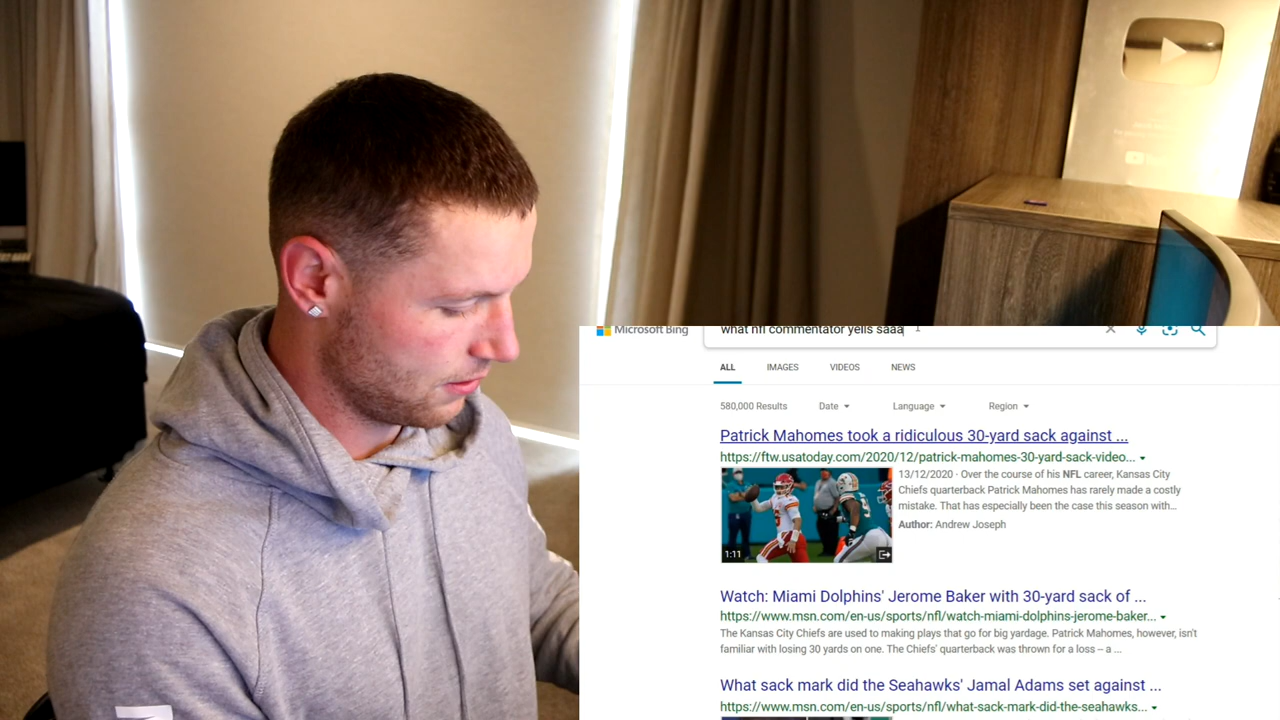 Microsoft Bing
what nfl commentator yells saaa
ALL IMAGES VIDEOS NEWS
580,000 Results Date Language Region
Patrick Mahomes took a ridiculous 30-yard sack against ...
https://ftw.usatoday.com/2020/12/patrick-mahomes-30-yard-sack-video...
13/12/2020 · Over the course of his NFL career, Kansas City
Chiefs quarterback Patrick Mahomes has rarely made a costly
mistake. That has especially been the case this season with...
Author: Andrew Joseph
1:11
Watch: Miami Dolphins' Jerome Baker with 30-yard sack of ...
https://www.msn.com/en-us/sports/nfl/watch-miami-dolphins-jerome-baker...
The Kansas City Chiefs are used to making plays that go for big yardage. Patrick Mahomes, however, isn't
familiar with losing 30 yards on one. The Chiefs' quarterback was thrown for a loss – a ...
What sack mark did the Seahawks' Jamal Adams set against ...
https://www.msn.com/en-us/sports/nfl/what-sack-mark-did-the-seahawks...